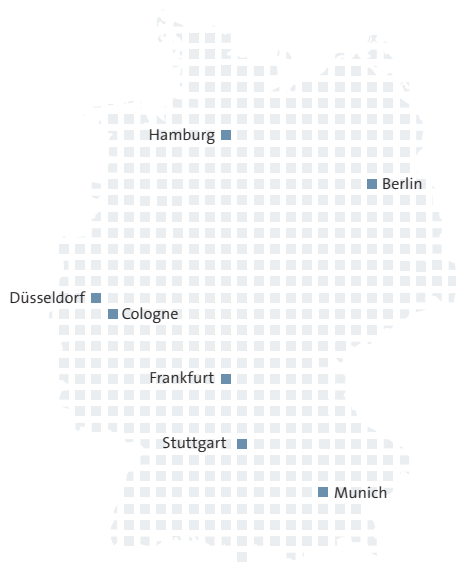 Hamburg
Berlin
Düsseldorf
Cologne
Frankfurt
Stuttgart
Munich